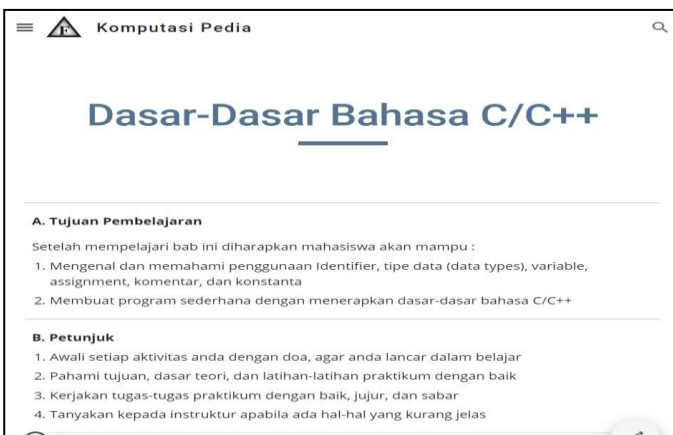 F
Komputasi Pedia
Dasar-Dasar Bahasa C/C++
A. Tujuan Pembelajaran
Setelah mempelajari bab ini diharapkan mahasiswa akan mampu :
1. Mengenal dan memahami penggunaan Identifier, tipe data (data types), variable,
assignment, komentar, dan konstanta
2. Membuat program sederhana dengan menerapkan dasar-dasar bahasa C/C++
B. Petunjuk
1. Awali setiap aktivitas anda dengan doa, agar anda lancar dalam belajar
2. Pahami tujuan, dasar teori, dan latihan-latihan praktikum dengan baik
3. Kerjakan tugas-tugas praktikum dengan baik, jujur, dan sabar
4. Tanyakan kepada instruktur apabila ada hal-hal yang kurang jelas